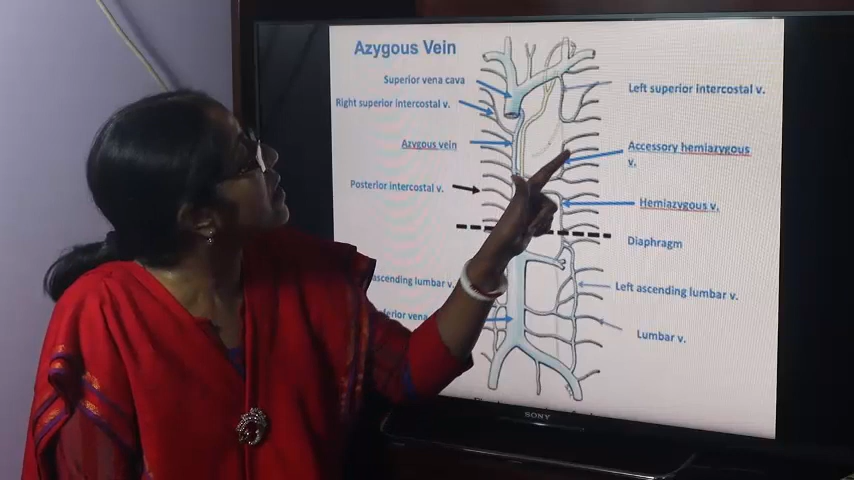 Azygous Vein
Superior vena cava
Right superior intercostal v.
Azygous vein
Posterior intercostal v.
ascending lumbar v.
vena
Left superior intercostal v.
Accessory hemiazygous
v.
Hemiazygous v.
Diaphragm
Left ascending lumbar v.
Lumbar v.
SONY